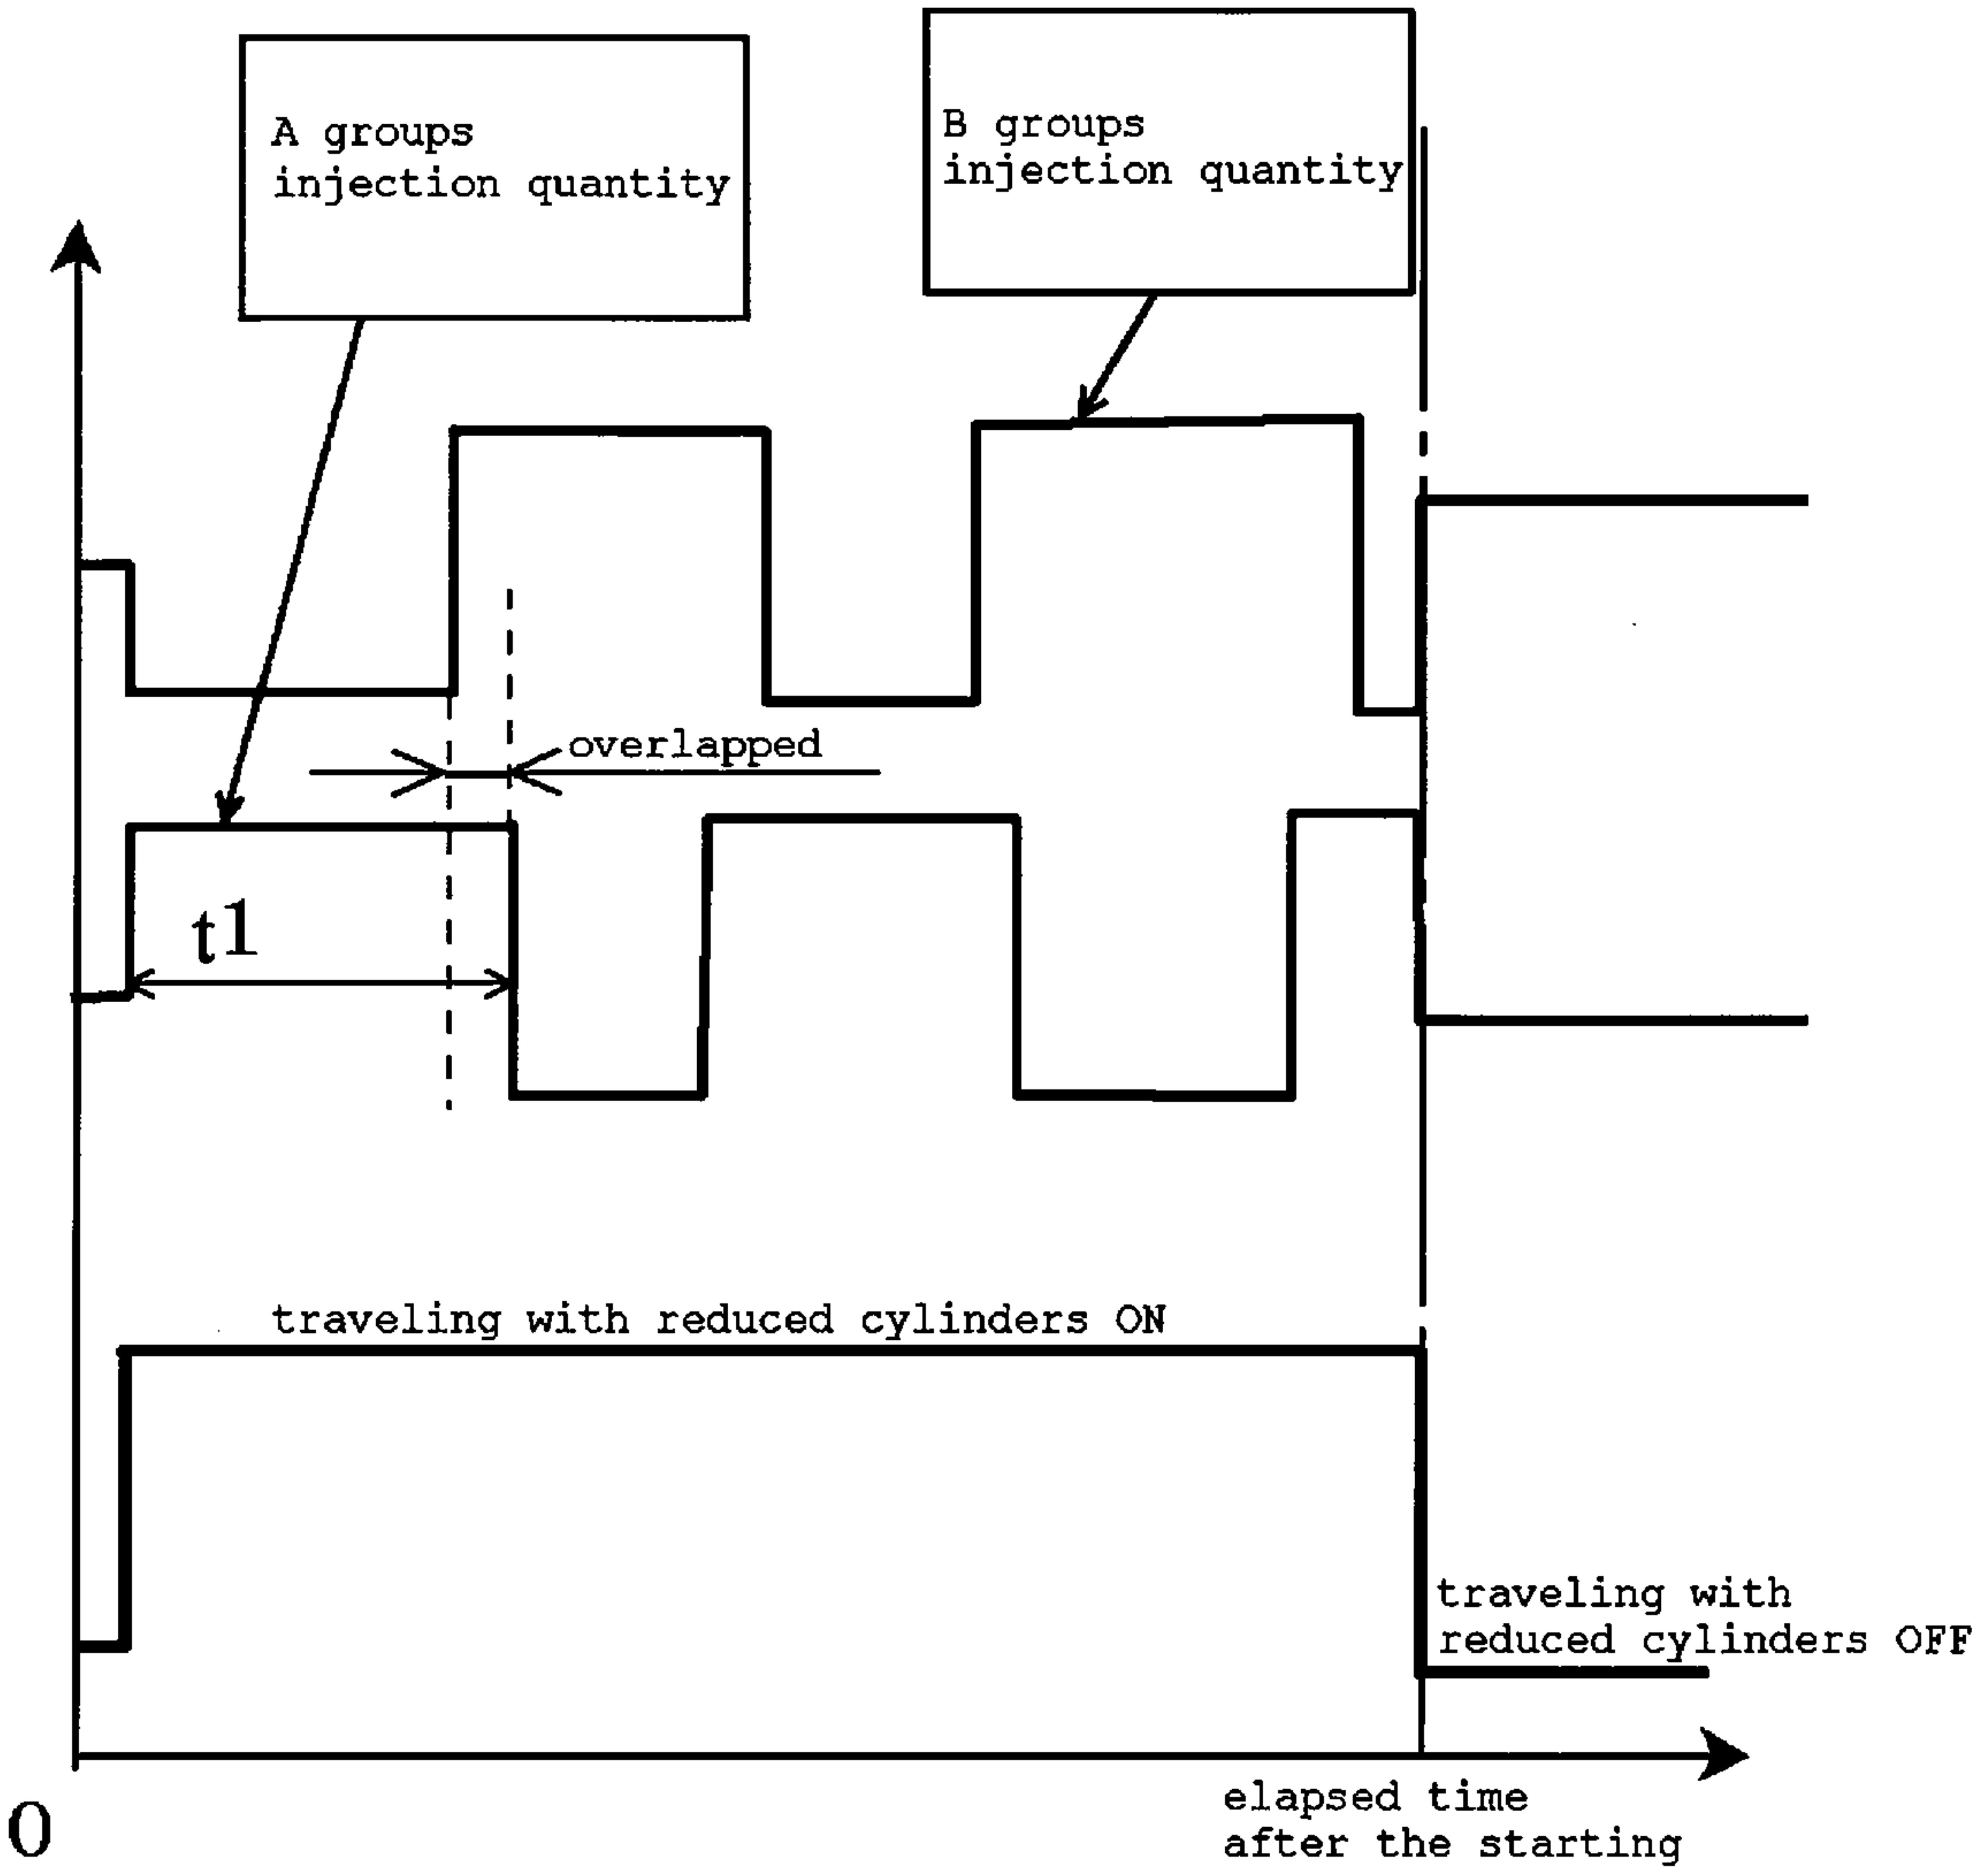 A groups
injection quantity
B groups
injection quantity
overlapped
t1
traveling with reduced cylinders ON
traveling with
reduced cylinders OFF
0
elapsed time
after the starting